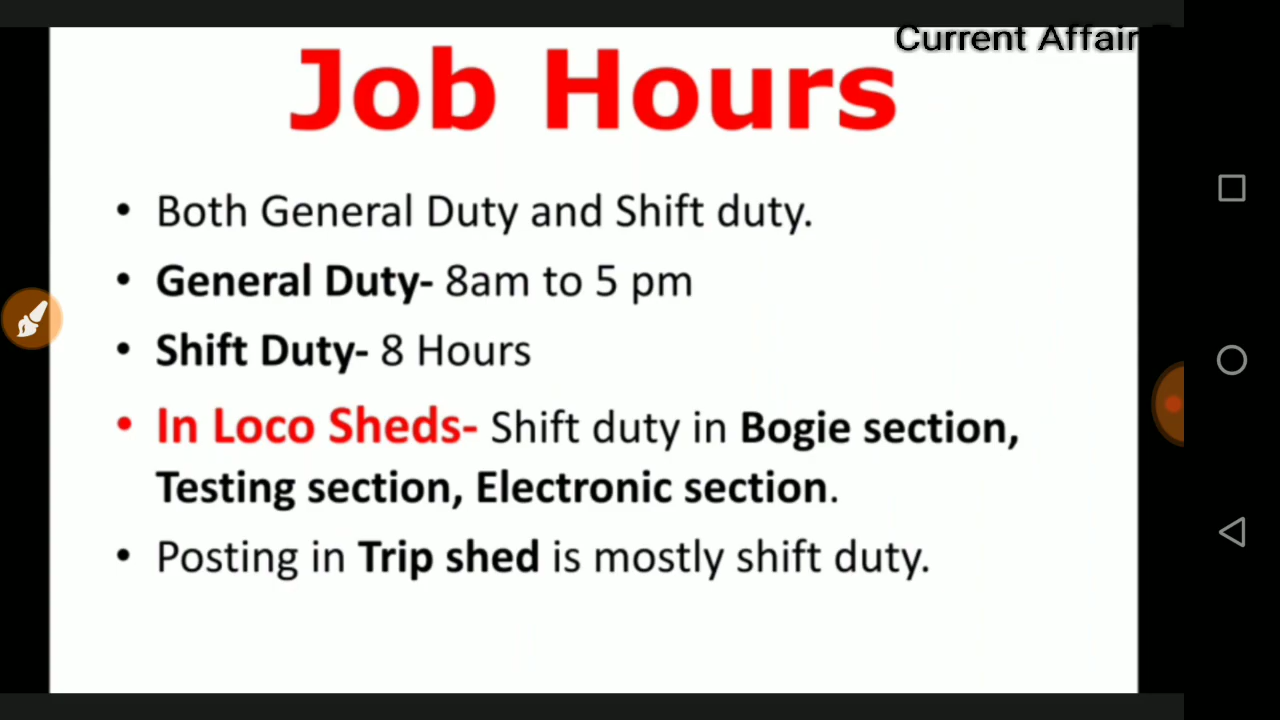 Current Affair
Job Hours
• Both General Duty and Shift duty.
• General Duty- 8am to 5 pm
• Shift Duty- 8 Hours
• In Loco Sheds- Shift duty in Bogie section,
Testing section, Electronic section.
• Posting in Trip shed is mostly shift duty.